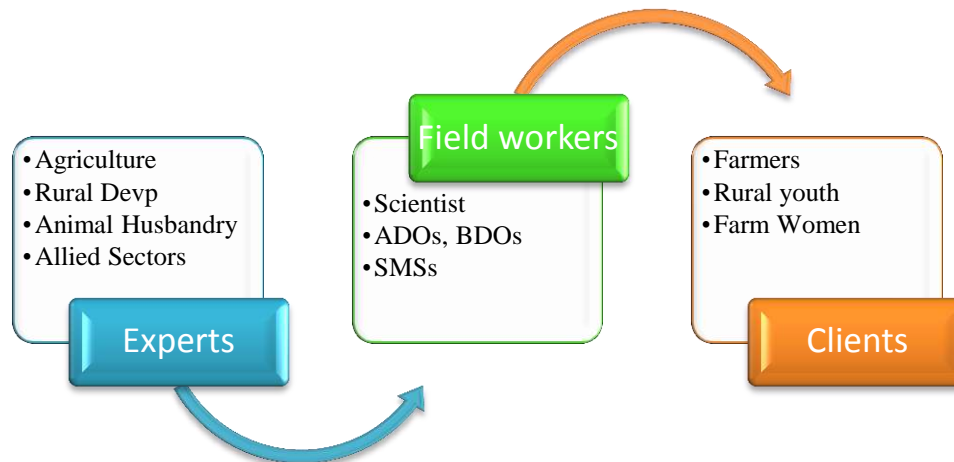 • Agriculture
• Rural Devp
• Animal Husbandry
• Allied Sectors
Experts
Field workers
• Scientist
• ADOs, BDOs
• SMSs
• Farmers
• Rural youth
• Farm Women
Clients